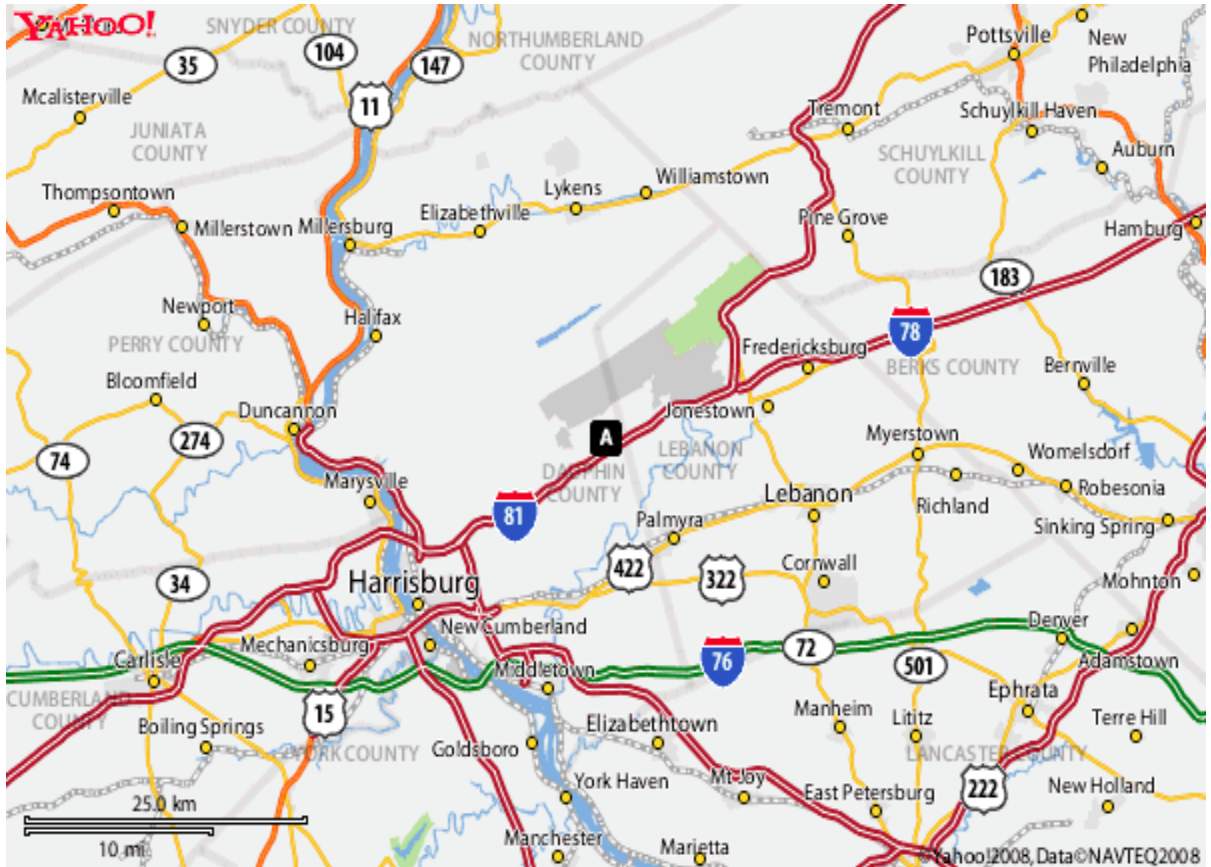 YAHOO!
SNYDER COUNTY
NORTHUMBERLAND
COUNTY
Pottsville
New
Philadelphia
35
104
147
11
Mcalisterville
JUNIATA
COUNTY
Tremont
Schuylkill Haven
SCHUYLKILL
COUNTY
Auburn
Thompsontown
Millerstown
Millersburg
Elizabethville
Lykens
Williamstown
Pine Grove
Hamburg
183
Newport
Halifax
PERRY COUNTY
78
Fredericksburg
BERKS COUNTY
Bernville
Bloomfield
Duncannon
274
74
Jonestown
A
LEBANON
COUNTY
DAUPHIN
COUNTY
Myerstown
Womelsdorf
Marysville
Richland
Robesonia
Lebanon
81
Palmyra
Sinking Spring
422
322
Cornwall
34
Harrisburg
Mohnton
Mechanicsburg
New Cumberland
Denver
72
76
501
Adamstown
Carlisle
Middletown
CUMBERLAND
COUNTY
15
Ephrata
Boiling Springs
YORK COUNTY
Goldsboro
Elizabethtown
Manheim
Lititz
Terre Hill
LANCASTER COUNTY
York Haven
Mt Joy
East Petersburg
222
New Holland
25.0 km
10 mi
Manchester
Marietta
©Yahoo!2008, Data©NAVTEQ2008